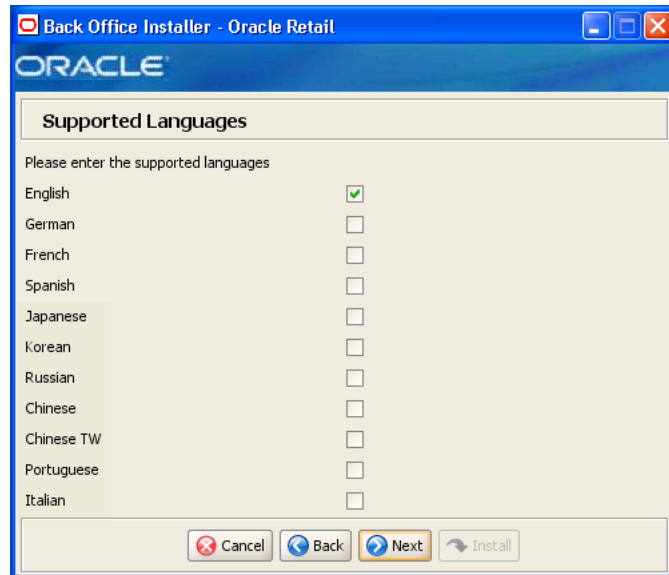 Back Office Installer - Oracle Retail
ORACLE
Supported Languages
Please enter the supported languages
English
German
French
Spanish
Japanese
Korean
Russian
Chinese
Chinese TW
Portuguese
Italian
Cancel Back Next Install